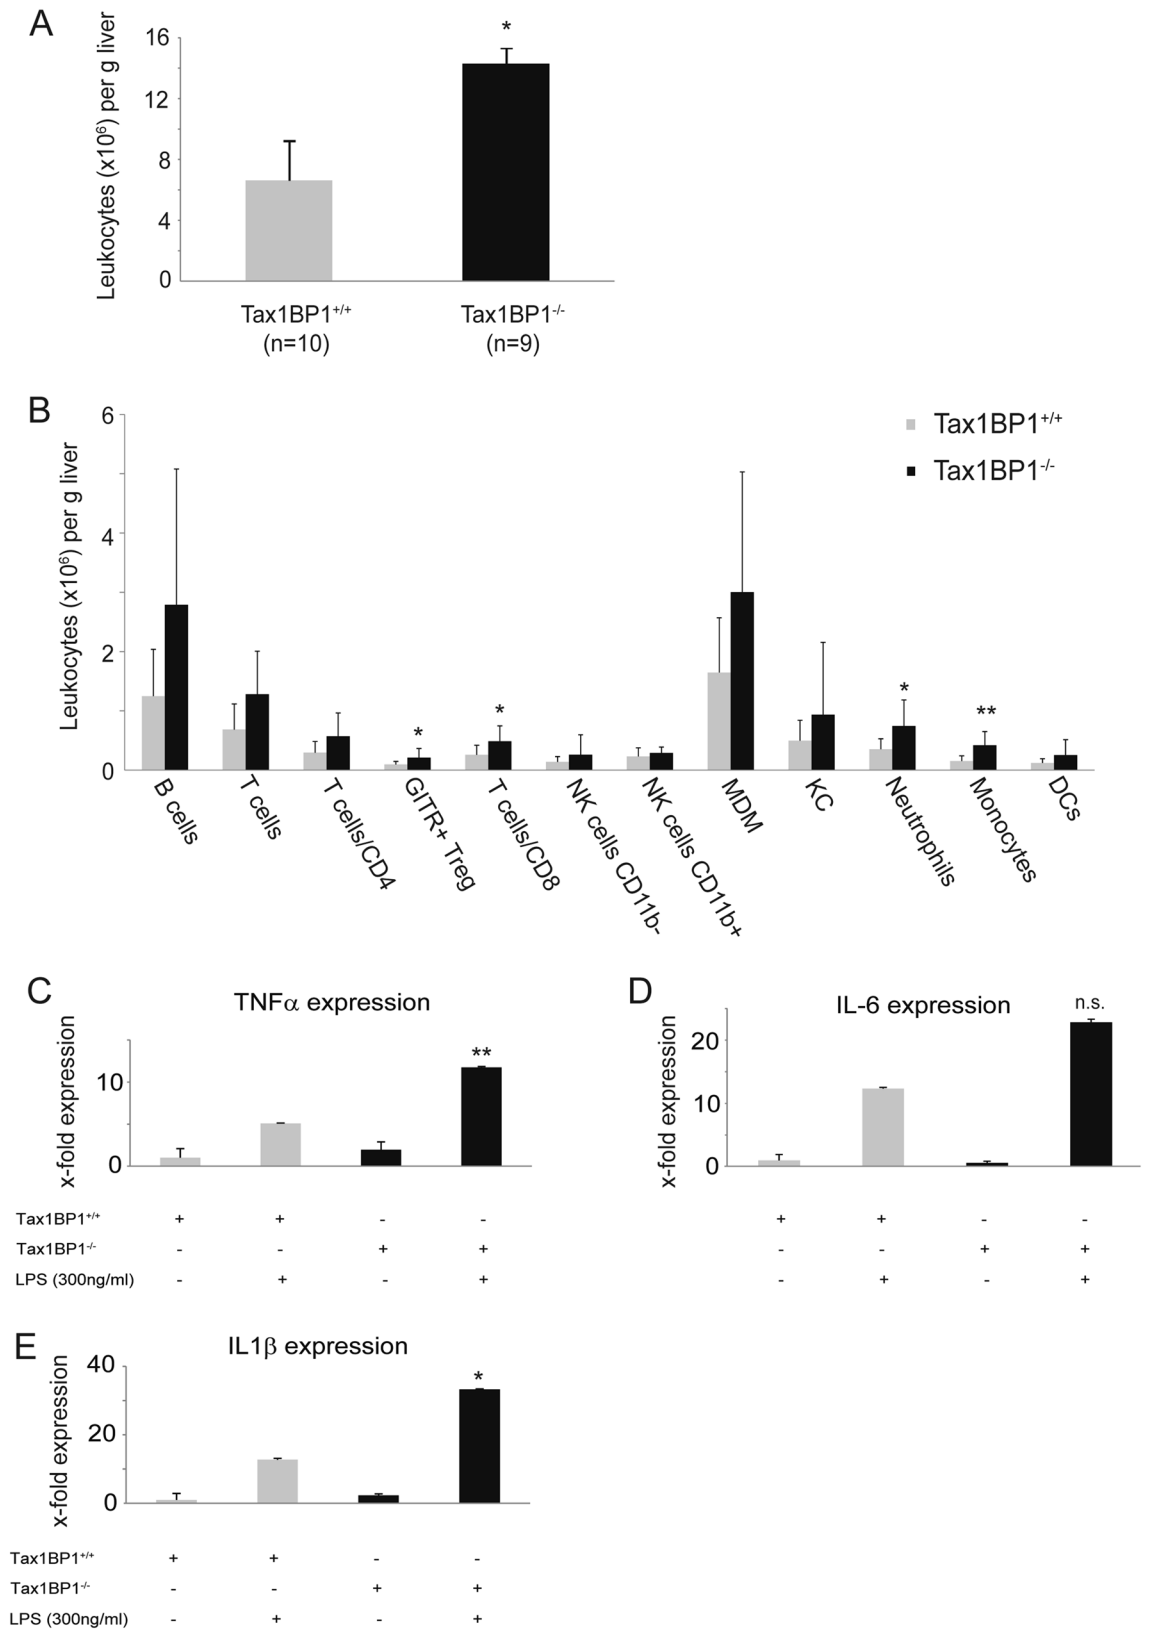 A
Leukocytes (x10⁶) per g liver
16
12
8
4
0
*
Tax1BP1⁺/⁺
(n=10)
Tax1BP1⁻/⁻
(n=9)
B
Leukocytes (x10⁶) per g liver
6
4
2
0
Tax1BP1⁺/⁺
Tax1BP1⁻/⁻
* * * **
B cells
T cells
T cells/CD4
GITR+ Treg
T cells/CD8
NK cells CD11b-
NK cells CD11b+
MDM
KC
Neutrophils
Monocytes
DCs
C
TNFα expression
x-fold expression
10
0
**
Tax1BP1⁺/⁺ + + - -
Tax1BP1⁻/⁻ - - + +
LPS (300ng/ml) - + - +
D
IL-6 expression
n.s.
x-fold expression
20
10
0
+ + - -
- - + +
- + - +
E
IL1β expression
x-fold expression
40
20
0
*
Tax1BP1⁺/⁺ + + - -
Tax1BP1⁻/⁻ - - + +
LPS (300ng/ml) - + - +